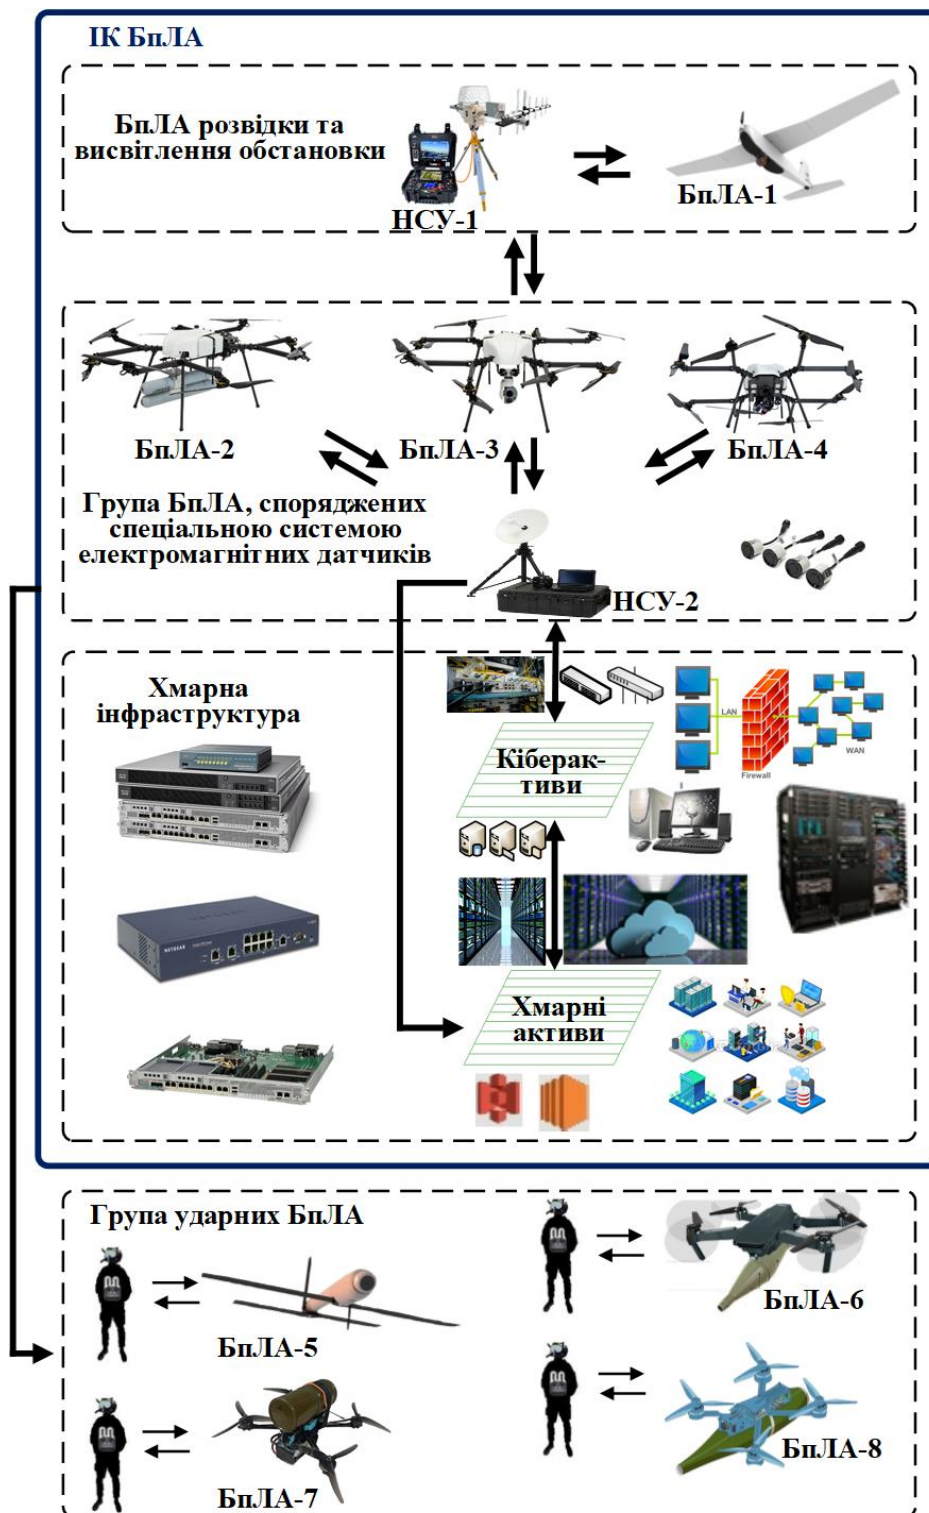 ІК БпЛА
БпЛА розвідки та
висвітлення обстановки
НСУ-1
БпЛА-1
БпЛА-2
БпЛА-3
БпЛА-4
Група БпЛА, споряджених
спеціальною системою
електромагнітних датчиків
НСУ-2
Хмарна
інфраструктура
LAN
WAN
Firewall
Кіберак-
тиви
NETGEAR
Хмарні
активи
Група ударних БпЛА
БпЛА-5
БпЛА-6
БпЛА-7
БпЛА-8